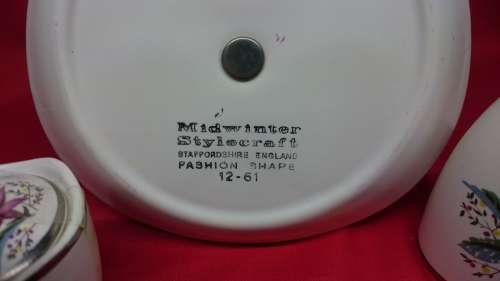 Midwinter
Stylecraft
STAFFORDSHIRE ENGLAND
FASHION SHAPE
12-61